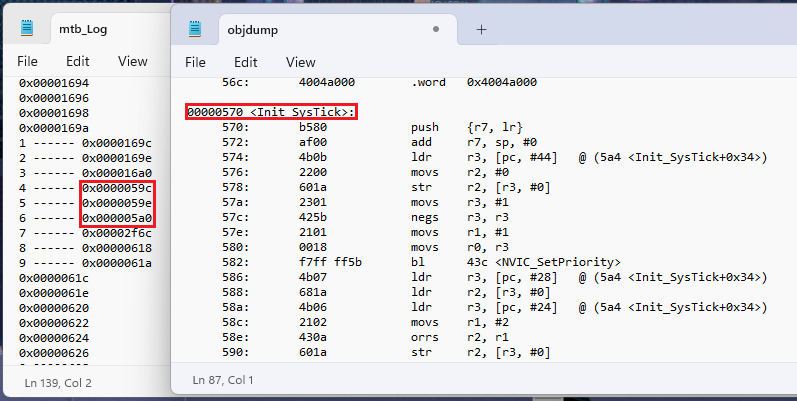 mtb_Log
File Edit View
0x00001694
0x00001696
0x00001698
0x0000169a
1 ------ 0x0000169c
2 ------ 0x0000169e
3 ------ 0x000016a0
4 ------ 0x0000059c
5 ------ 0x0000059e
6 ------ 0x000005a0
7 ------ 0x00002f6c
8 ------ 0x00000618
9 ------ 0x0000061a
0x0000061c
0x0000061e
0x00000620
0x00000622
0x00000624
0x00000626
Ln 139, Col 2
objdump
File Edit View
56c: 4004a000 .word 0x4004a000
00000570 <Init_SysTick>:
570: b580 push {r7, lr}
572: af00 add r7, sp, #0
574: 4b0b ldr r3, [pc, #44] @ (5a4 <Init_SysTick+0x34>)
576: 2200 movs r2, #0
578: 601a str r2, [r3, #0]
57a: 2301 movs r3, #1
57c: 425b negs r3, r3
57e: 2101 movs r1, #1
580: 0018 movs r0, r3
582: f7ff ff5b bl 43c <NVIC_SetPriority>
586: 4b07 ldr r3, [pc, #28] @ (5a4 <Init_SysTick+0x34>)
588: 681a ldr r2, [r3, #0]
58a: 4b06 ldr r3, [pc, #24] @ (5a4 <Init_SysTick+0x34>)
58c: 2102 movs r1, #2
58e: 430a orrs r2, r1
590: 601a str r2, [r3, #0]
Ln 87, Col 1